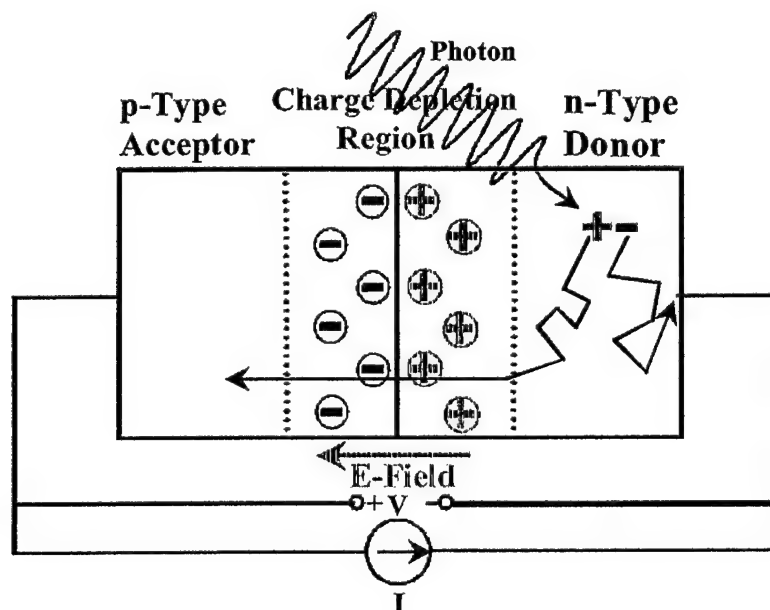 Photon
p-Type Charge Depletion n-Type
Acceptor Region Donor
E-Field
+ V -
I